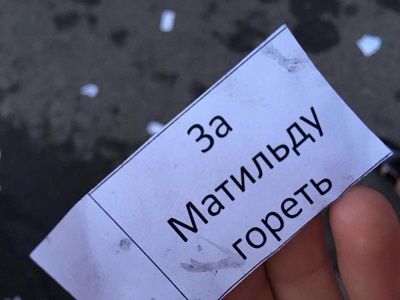 За
Матильду
гореть